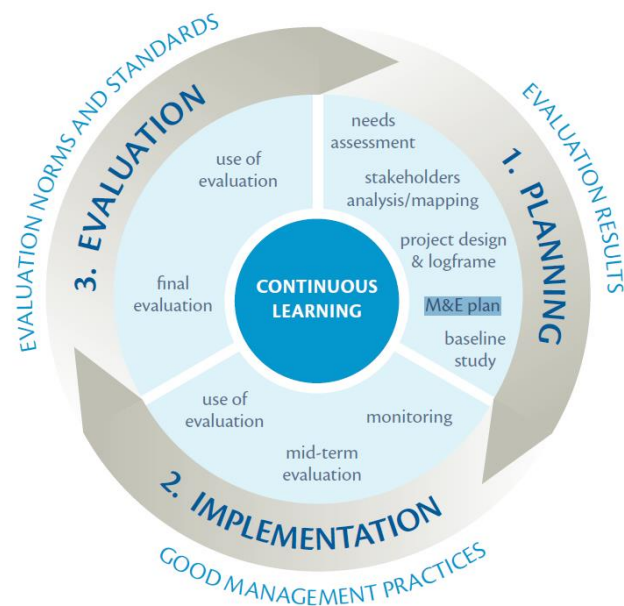 EVALUATION NORMS AND STANDARDS
EVALUATION RESULTS
GOOD MANAGEMENT PRACTICES
1. PLANNING
needs
assessment
stakeholders
analysis/mapping
project design
& logframe
M&E plan
baseline
study
2. IMPLEMENTATION
monitoring
mid-term
evaluation
use of
evaluation
3. EVALUATION
final
evaluation
use of
evaluation
CONTINUOUS
LEARNING